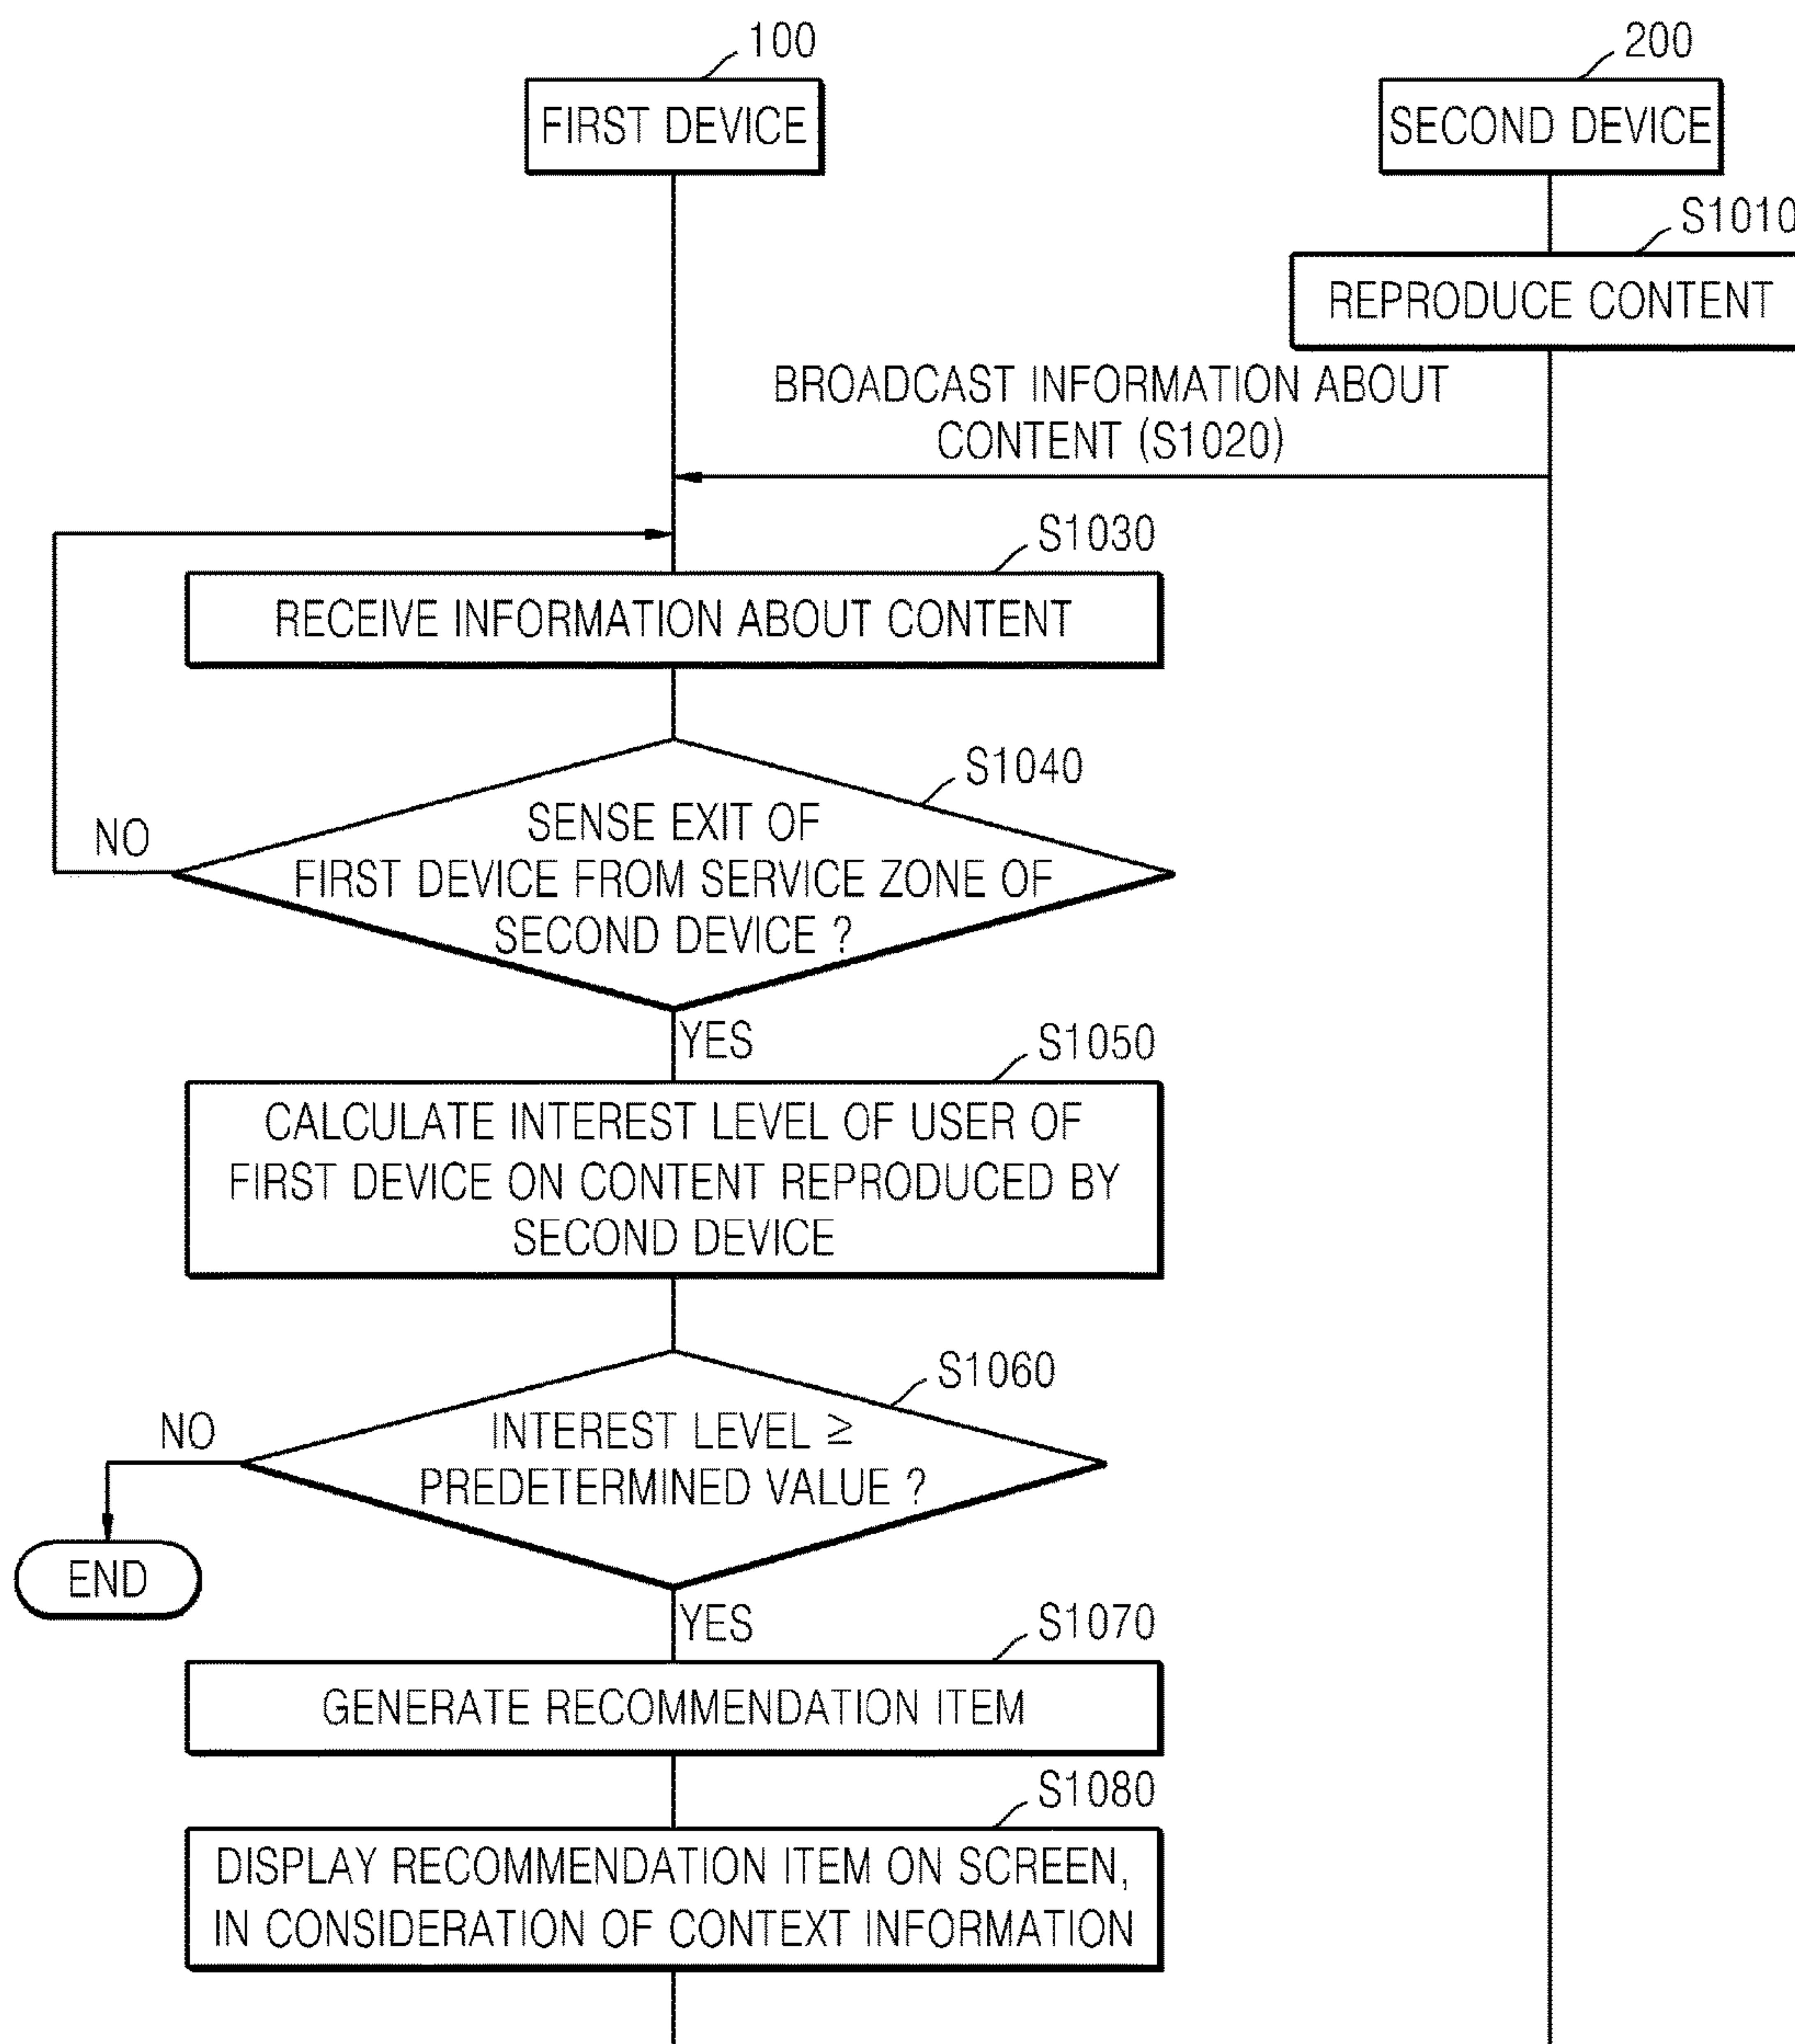 100
200
FIRST DEVICE
SECOND DEVICE
S1010
REPRODUCE CONTENT
BROADCAST INFORMATION ABOUT
CONTENT (S1020)
S1030
RECEIVE INFORMATION ABOUT CONTENT
S1040
NO
SENSE EXIT OF
FIRST DEVICE FROM SERVICE ZONE OF
SECOND DEVICE ?
YES
S1050
CALCULATE INTEREST LEVEL OF USER OF
FIRST DEVICE ON CONTENT REPRODUCED BY
SECOND DEVICE
S1060
NO
INTEREST LEVEL ≥
PREDETERMINED VALUE ?
END
YES
S1070
GENERATE RECOMMENDATION ITEM
S1080
DISPLAY RECOMMENDATION ITEM ON SCREEN,
IN CONSIDERATION OF CONTEXT INFORMATION